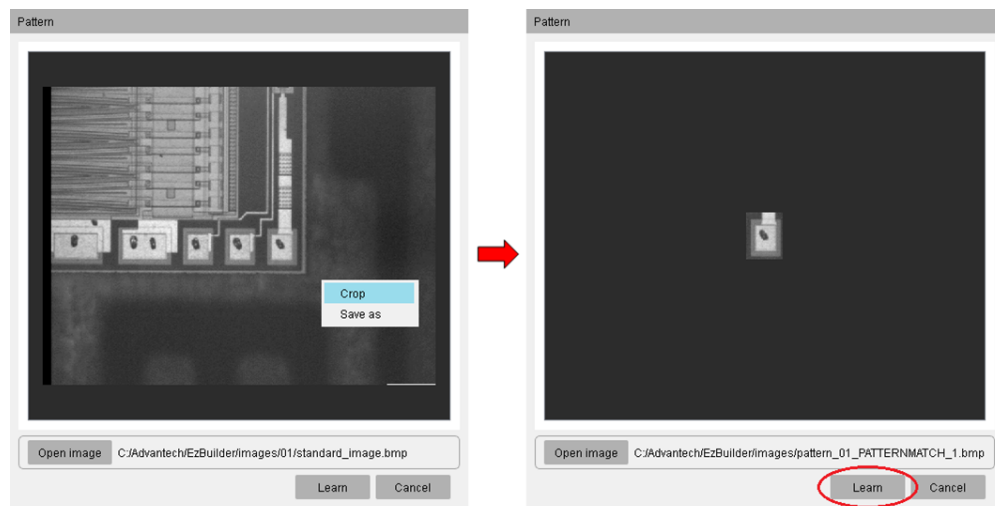 Pattern
Crop
Save as
Open image C:/Advantech/EzBuilder/images/01/standard_image.bmp
Learn Cancel
Pattern
Open image C:/Advantech/EzBuilder/images/pattern_01_PATTERNMATCH_1.bmp
Learn Cancel